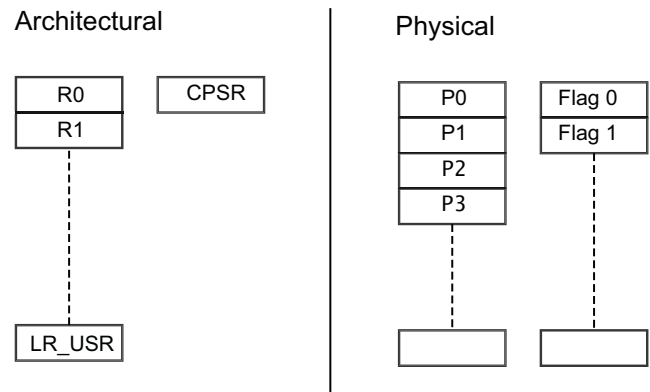 Architectural
R0
R1
LR_USR
CPSR
Physical
P0
P1
P2
P3
Flag 0
Flag 1